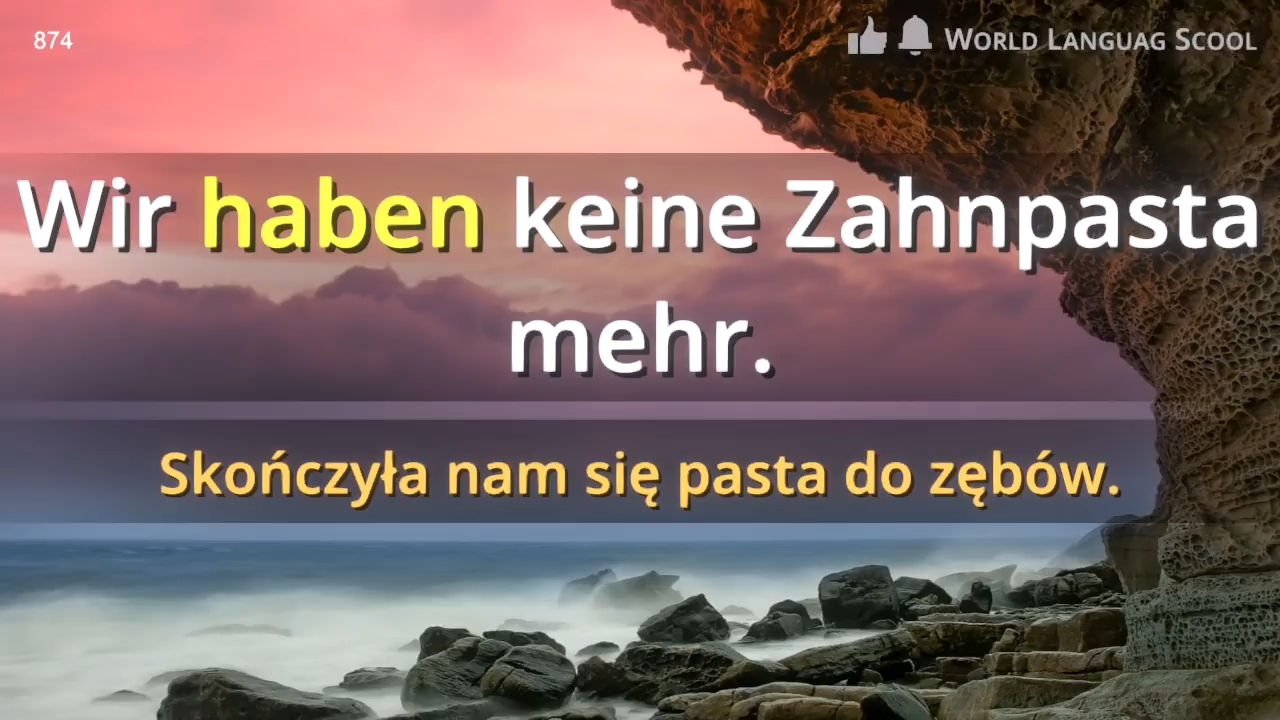 874
World Languag Scool
Wir haben keine Zahnpasta
mehr.
Skończyła nam się pasta do zębów.